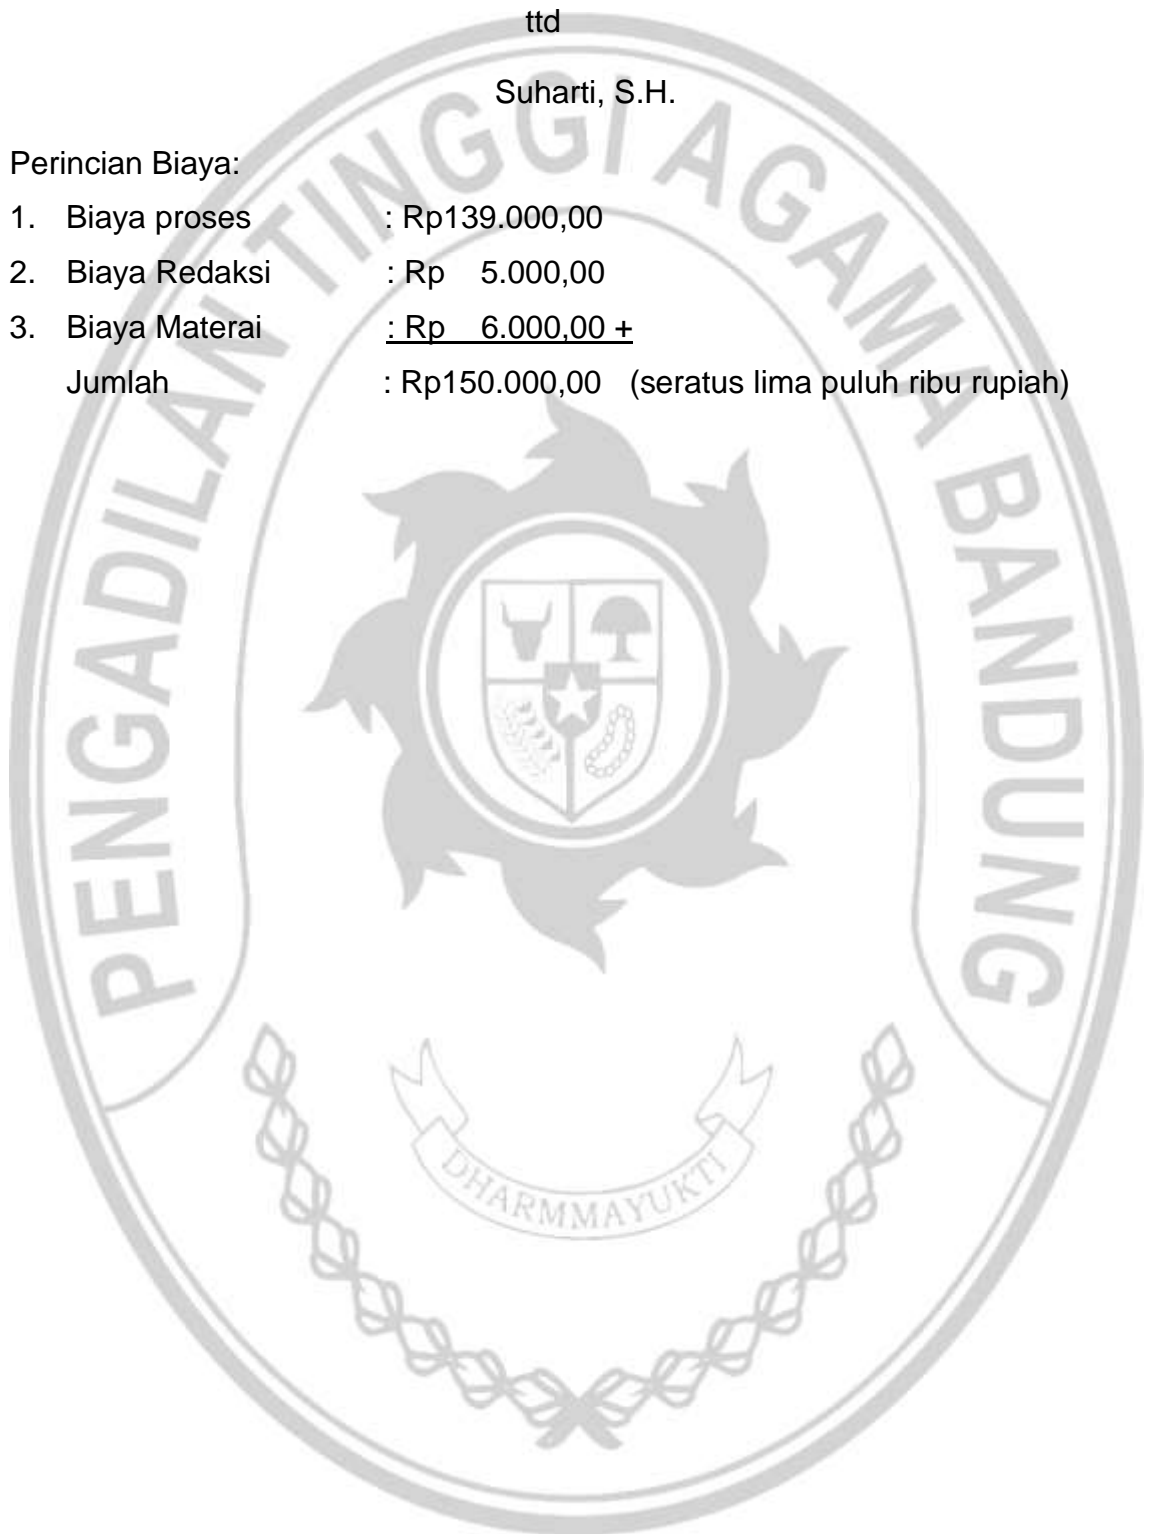 ttd
Suharti, S.H.
Perincian Biaya:
1. Biaya proses : Rp139.000,00
2. Biaya Redaksi : Rp 5.000,00
3. Biaya Materai : Rp 6.000,00 +
Jumlah : Rp150.000,00 (seratus lima puluh ribu rupiah)
PENGADILAN TINGGI AGAMA BANDUNG
DHARMMAYUKTI